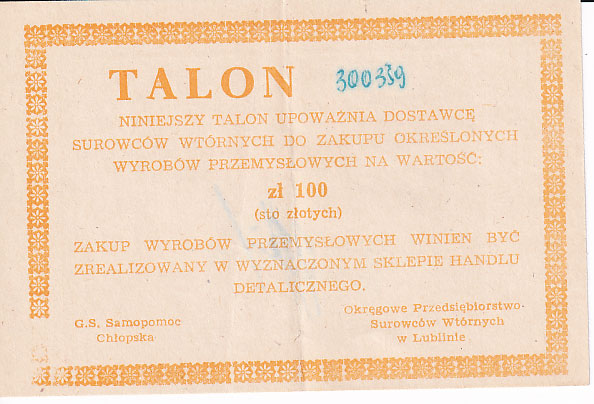 TALON 300359
NINIEJSZY TALON UPOWAŻNIA DOSTAWCĘ
SUROWCÓW WTÓRNYCH DO ZAKUPU OKREŚLONYCH
WYROBÓW PRZEMYSŁOWYCH NA WARTOŚĆ:
zł 100
(sto złotych)
ZAKUP WYROBÓW PRZEMYSŁOWYCH WINIEN BYĆ
ZREALIZOWANY W WYZNACZONYM SKLEPIE HANDLU
DETALICZNEGO.
G.S. Samopomoc
Chłopska
Okręgowe Przedsiębiorstwo-
Surowców Wtórnych
w Lublinie